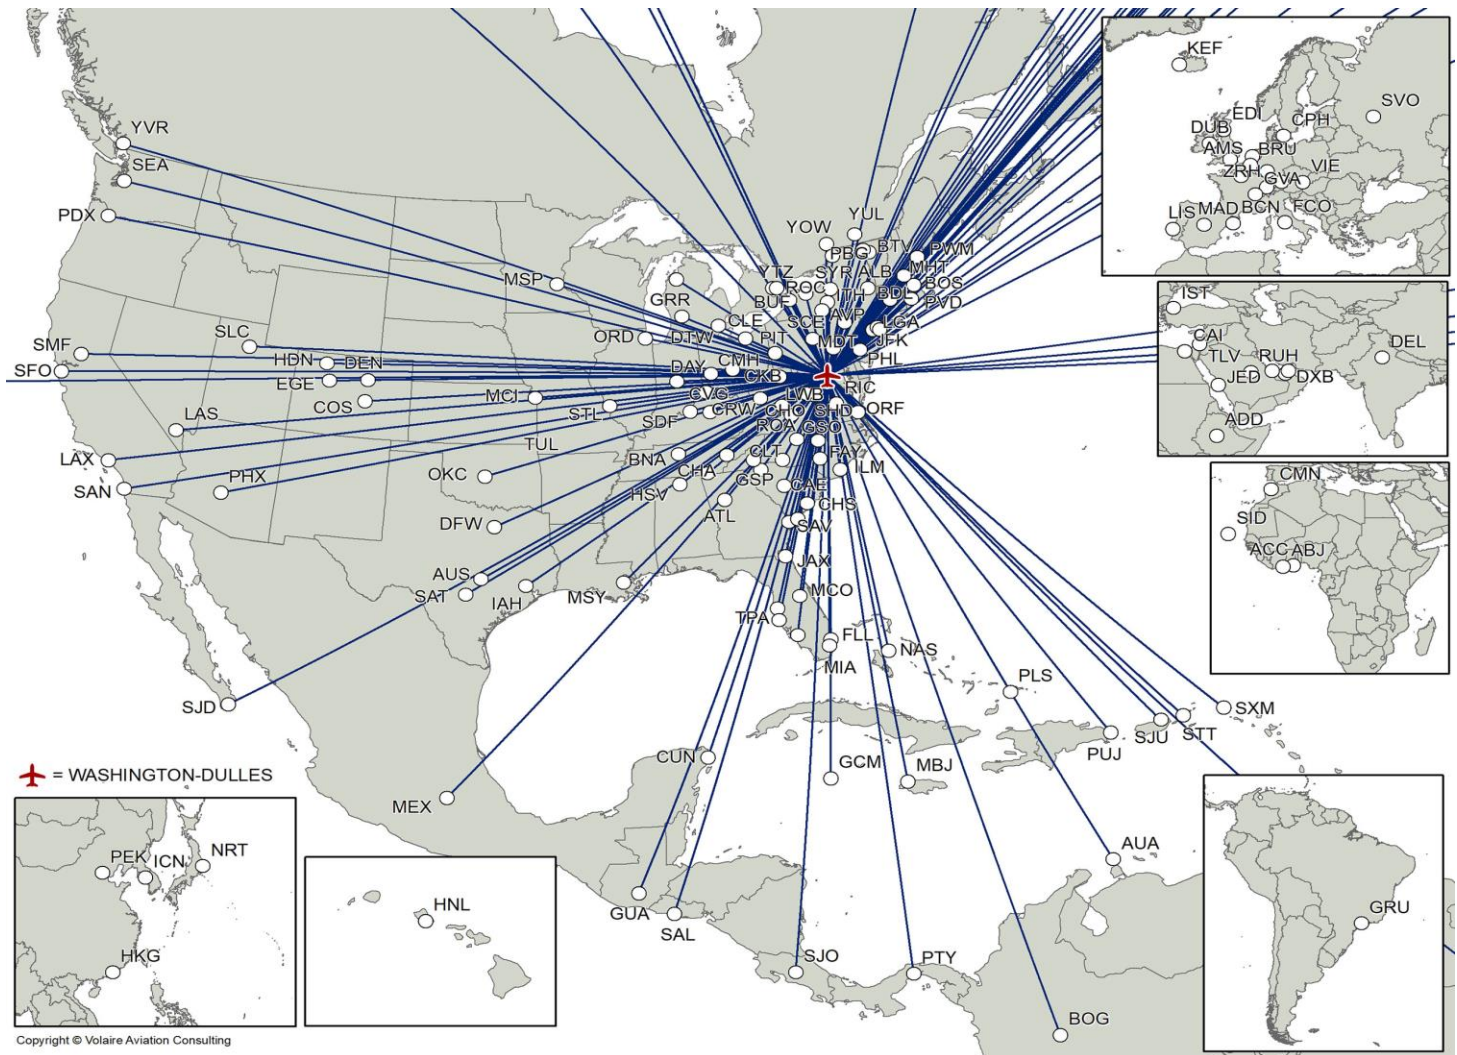 KEF
SVO
EDI
CPH
DUB
AMS
BRU
VIE
ZRH
GVA
LIS
MAD
BCN
FCO
YVR
SEA
PDX
YUL
YOW
BTV
PWM
PBG
MSP
YTZ
SYR
ALB
MHT
ROC
BOS
GRR
BUF
ITH
BDL
PVD
CLE
SCE
AVP
LGA
SLC
ORD
DTW
PIT
MDT
JFK
SMF
HDN
DEN
CMH
PHL
SFO
EGE
DAY
CKB
RIC
COS
MCI
CVG
LWB
LAS
STL
SDF
CRW
CHO
SHD
ORF
TUL
ROA
GSO
LAX
PHX
OKC
BNA
CHA
CLT
FAY
ILM
SAN
HSV
GSP
CAE
DFW
ATL
CHS
SAV
AUS
JAX
SAT
IAH
MSY
MCO
TPA
FLL
NAS
MIA
SJD
PLS
SXM
CUN
GCM
MBJ
PUJ
SJU
STT
MEX
AUA
GUA
SAL
SJO
PTY
BOG
IST
CAI
TLV
RUH
DEL
JED
DXB
ADD
CMN
SID
ACC
ABJ
= WASHINGTON-DULLES
PEK
ICN
NRT
HKG
HNL
GRU
Copyright © Volaire Aviation Consulting